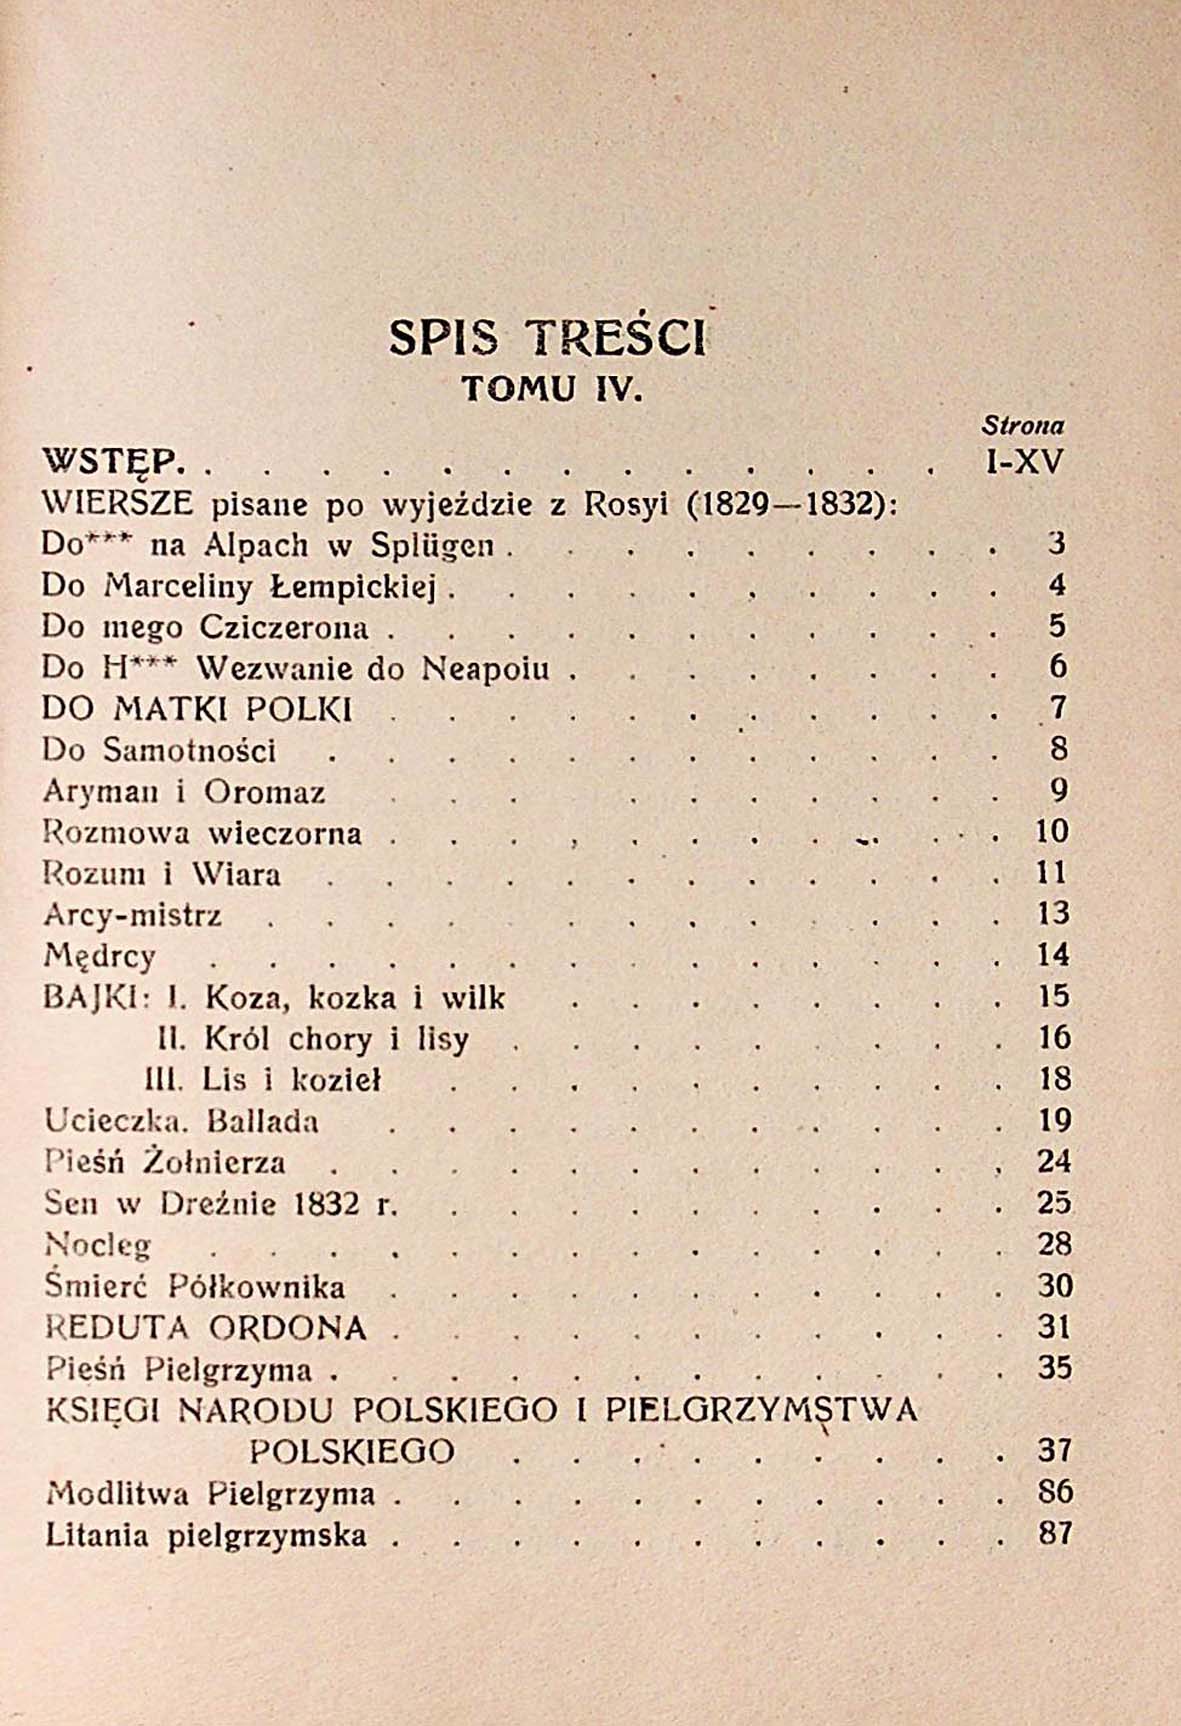 SPIS TREŚCI
TOMU IV.
Strona
WSTĘP. . . . . . . . . . . . . . I-XV
WIERSZE pisane po wyjeździe z Rosyi (1829—1832):
Do*** na Alpach w Splügen . . . . . . . . . 3
Do Marceliny Łempickiej . . . . . . . . . . 4
Do mego Cziczerona . . . . . . . . . . . 5
Do H*** Wezwanie do Neapoiu . . . . . . . . 6
DO MATKI POLKI . . . . . . . . . . . 7
Do Samotności . . . . . . . . . . . . 8
Aryman i Oromaz . . . . . . . . . . 9
Rozmowa wieczorna . . . . . . . . . . . 10
Rozum i Wiara . . . . . . . . . . . . 11
Arcy-mistrz . . . . . . . . . . . . 13
Mędrcy . . . . . . . . . . . . . . 14
BAJKI: I. Koza, kozka i wilk . . . . . . . . 15
II. Król chory i lisy . . . . . . . . . 16
III. Lis i kozieł . . . . . . . . . . 18
Ucieczka. Ballada . . . . . . . . . . . 19
Pieśń Żołnierza . . . . . . . . . . . . 24
Sen w Dreźnie 1832 r. . . . . . . . . . . 25
Nocleg . . . . . . . . . . . . . . 28
Śmierć Półkownika . . . . . . . . . . . 30
REDUTA ORDONA . . . . . . . . . . . 31
Pieśń Pielgrzyma . . . . . . . . . . . . 35
KSIĘGI NARODU POLSKIEGO I PIELGRZYMSTWA
POLSKIEGO . . . . . . . . . 37
Modlitwa Pielgrzyma . . . . . . . . . . . 86
Litania pielgrzymska . . . . . . . . . . . 87